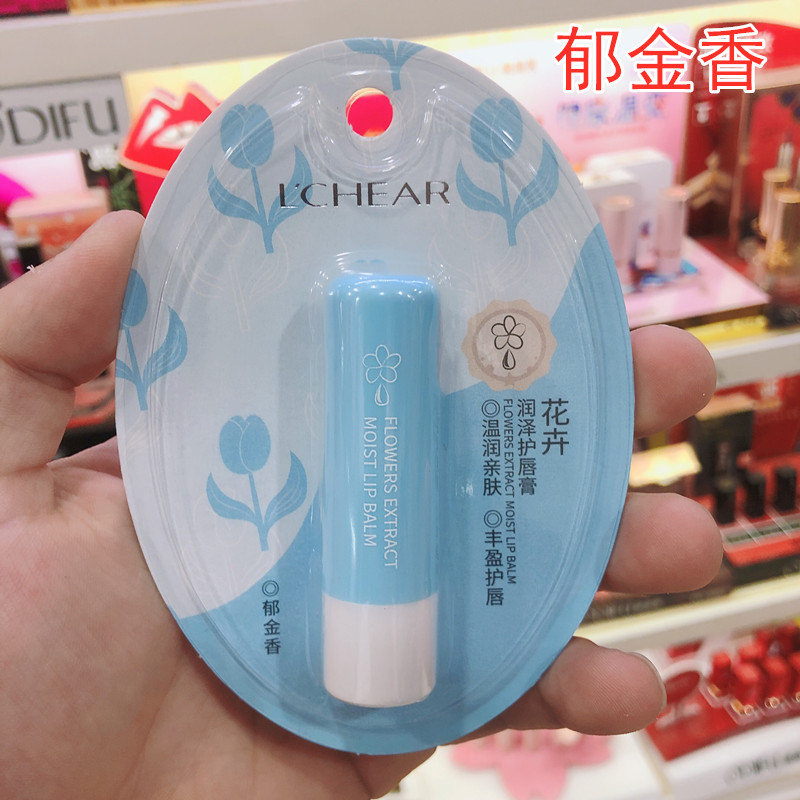 郁金香
ODIFU
L'CHEAR
花卉
润泽护唇膏
FLOWERS EXTRACT MOIST LIP BALM
◎温润亲肤 ◎丰盈护唇
FLOWERS EXTRACT
MOIST LIP BALM
◎郁金香